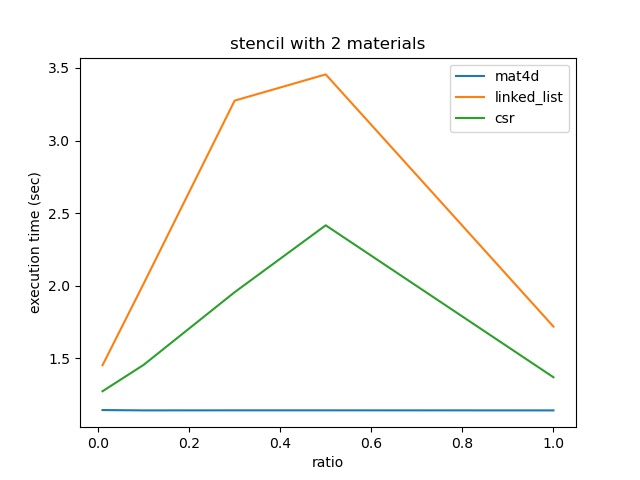 stencil with 2 materials
mat4d
linked_list
csr
execution time (sec)
3.5
3.0
2.5
2.0
1.5
0.0 0.2 0.4 0.6 0.8 1.0
ratio